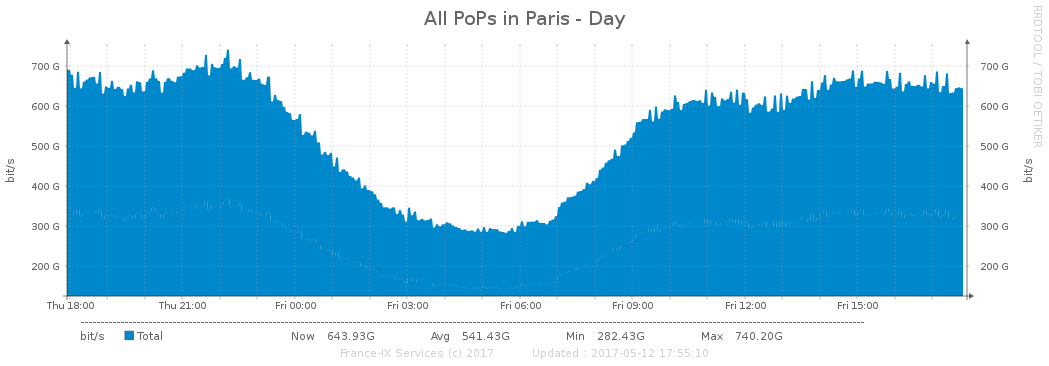 All PoPs in Paris - Day
RRDTOOL / TOBI OETIKER
700 G 700 G
600 G 600 G
500 G 500 G
400 G 400 G
300 G 300 G
200 G 200 G
bit/s
bit/s
Thu 18:00 Thu 21:00 Fri 00:00 Fri 03:00 Fri 06:00 Fri 09:00 Fri 12:00 Fri 15:00
bit/s Total Now 643.93G Avg 541.43G Min 282.43G Max 740.20G
France-IX Services (c) 2017 Updated : 2017-05-12 17:55:10